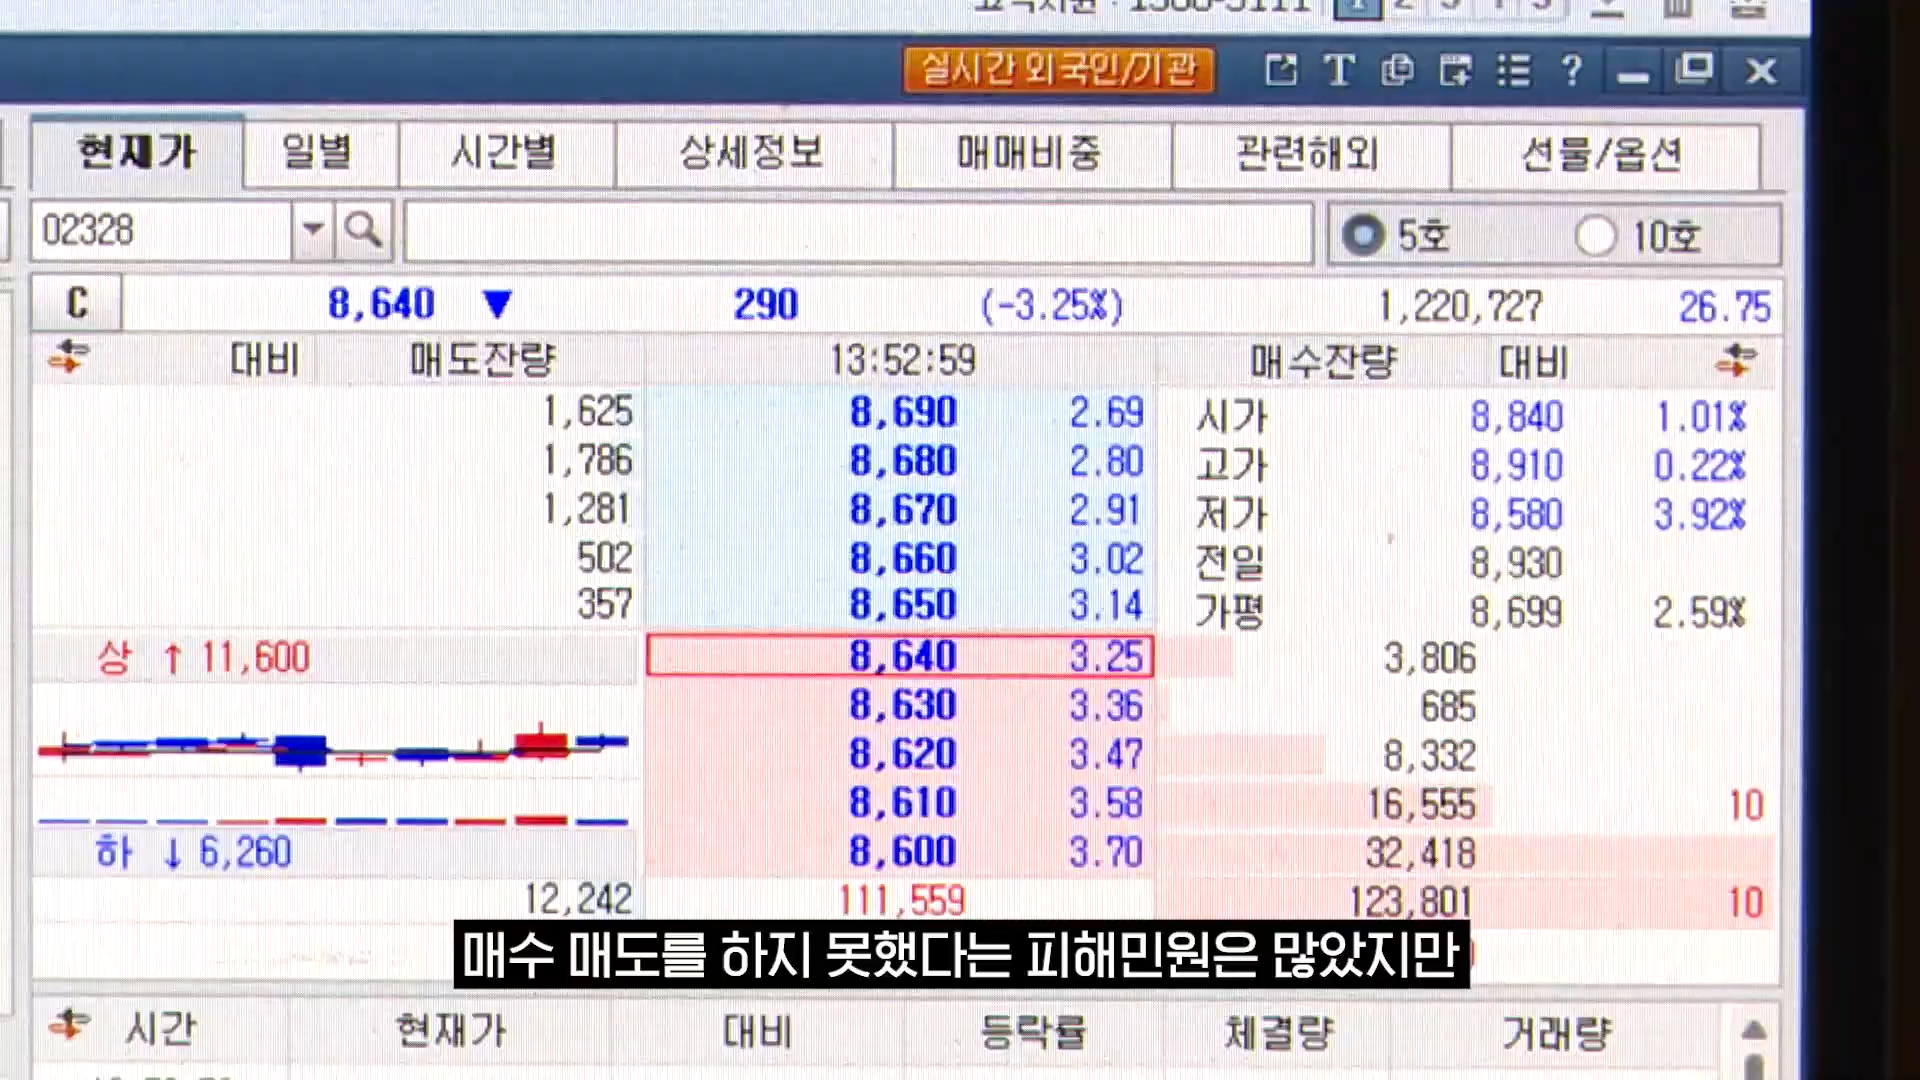 실시간 외국인/기관 T ?
현재가 일별 시간별 상세정보 매매비중 관련해외 선물/옵션
02328 5호 10호
C 8,640 ▼ 290 (-3.25%) 1,220,727 26.75
대비 매도잔량 13:52:59 매수잔량 대비
1,625 8,690 2.69 시가 8,840 1.01%
1,786 8,680 2.80 고가 8,910 0.22%
1,281 8,670 2.91 저가 8,580 3.92%
502 8,660 3.02 전일 8,930
357 8,650 3.14 가평 8,699 2.59%
상 ↑ 11,600 8,640 3.25 3,806
8,630 3.36 685
8,620 3.47 8,332
8,610 3.58 16,555 10
하 ↓ 6,260 8,600 3.70 32,418
12,242 111,559 123,801 10
매수 매도를 하지 못했다는 피해민원은 많았지만
시간 현재가 대비 등락률 체결량 거래량